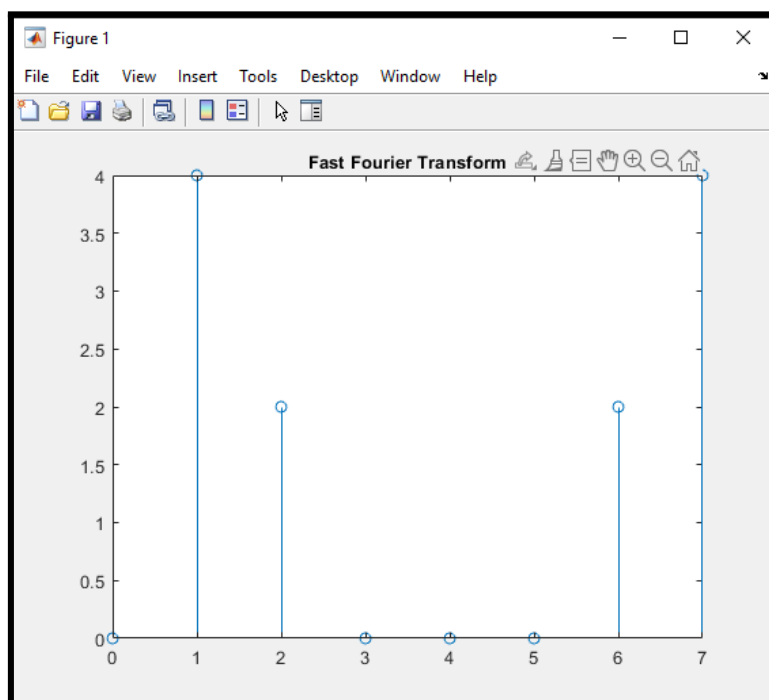 Figure 1
File Edit View Insert Tools Desktop Window Help
Fast Fourier Transform
4
3.5
3
2.5
2
1.5
1
0.5
0
0 1 2 3 4 5 6 7